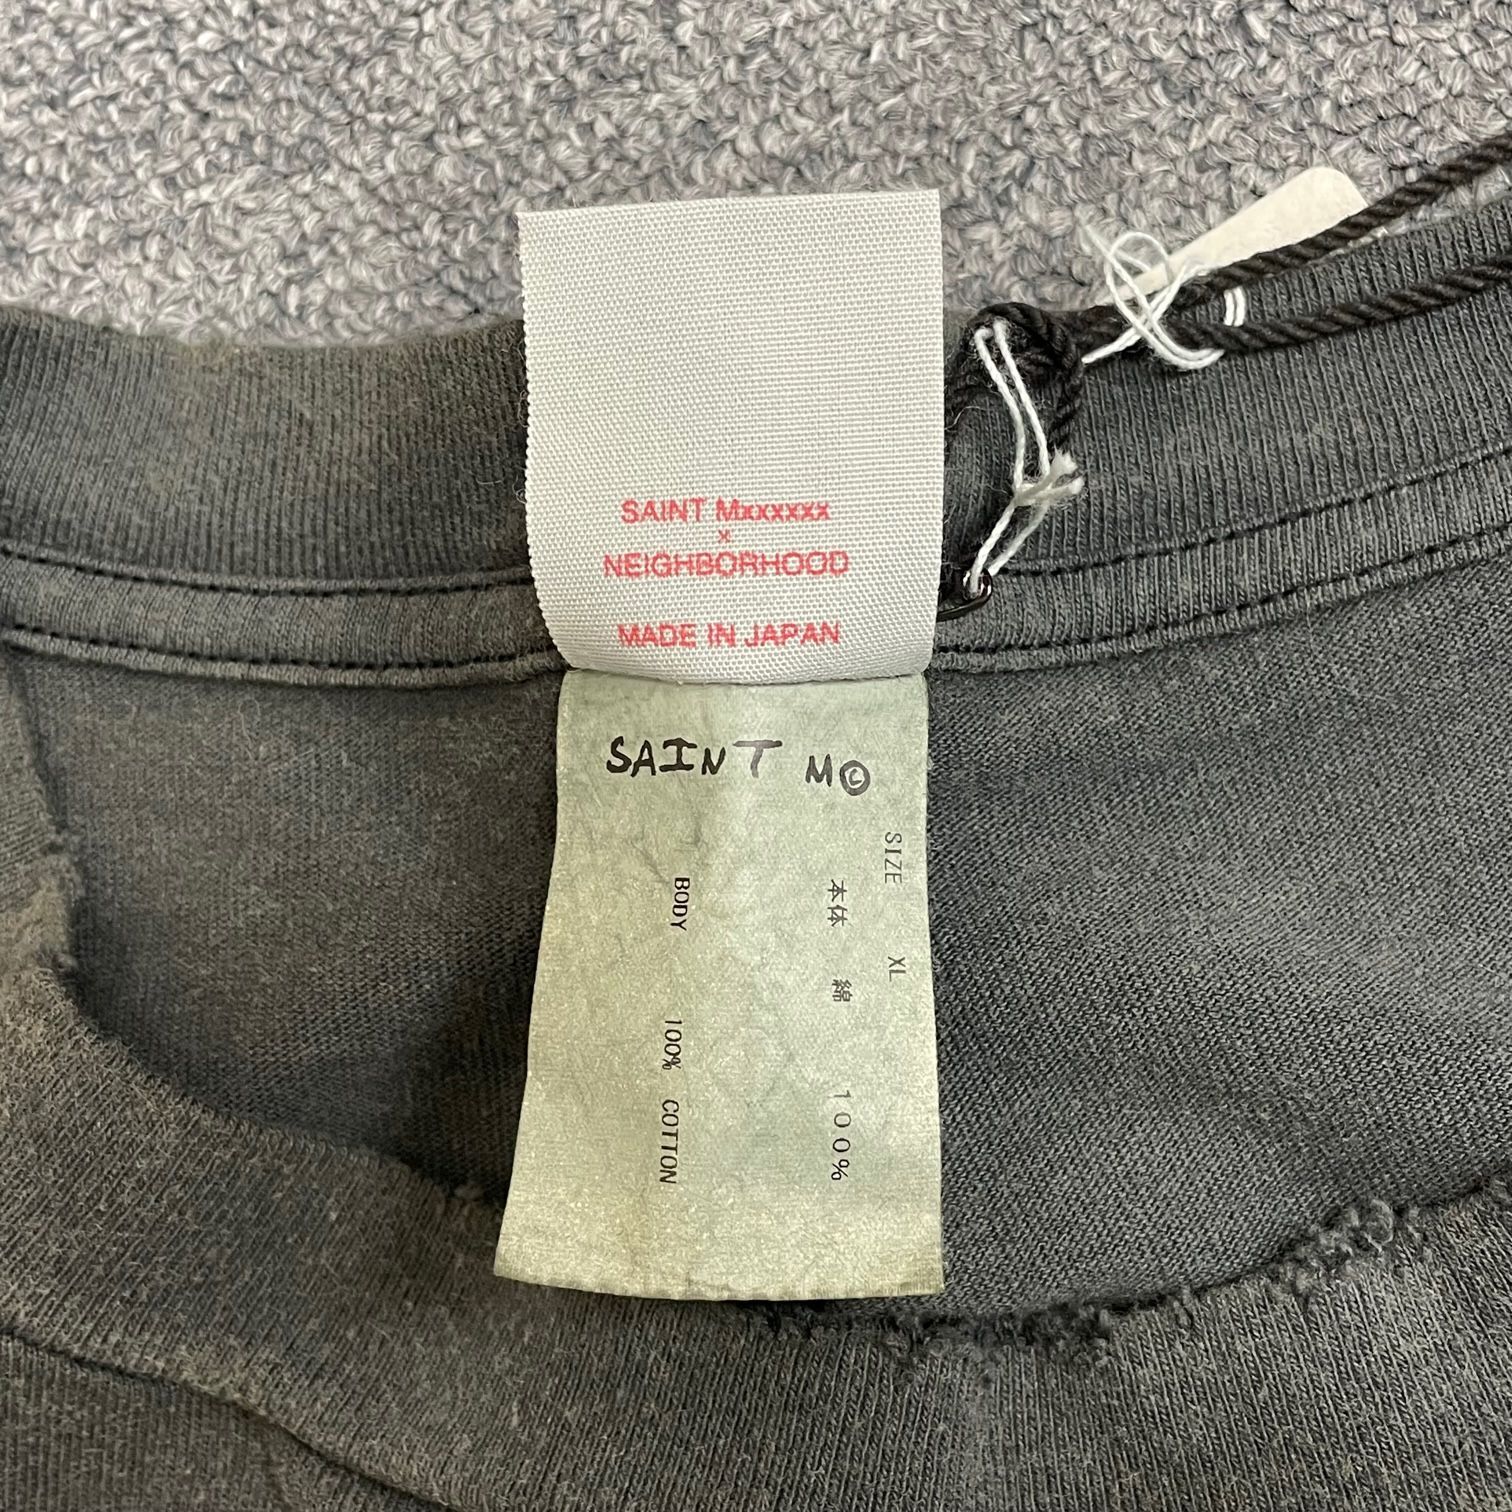 SAINT Mxxxxxx
×
NEIGHBORHOOD
MADE IN JAPAN
SAINT M©
SIZE XL
本体 綿 100%
BODY 100% COTTON